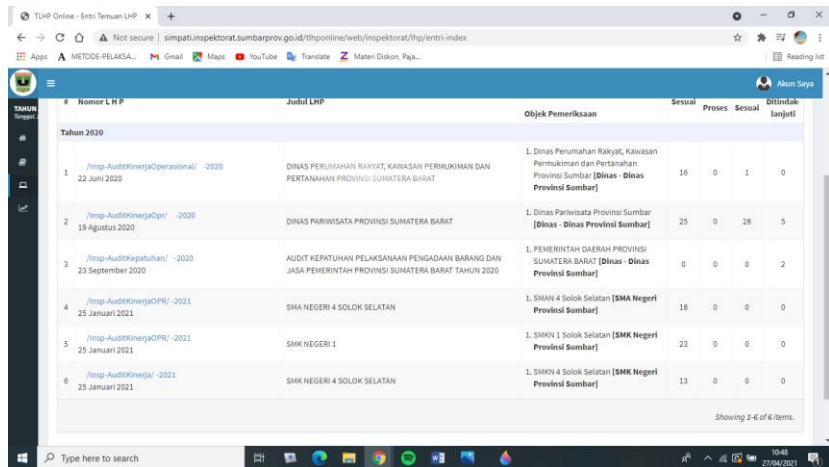 TLHP Online - Entri Temuan LHP
Not secure | simpati.inspektorat.sumbarprov.go.id/tlhponline/web/inspektorat/lhp/entri-index
Apps METODE-PELAKSA... Gmail Maps YouTube Translate Materi Diskon, Paja... Reading list
Akun Saya
TAHUN
# Nomor L H P Judul LHP Objek Pemeriksaan Sesuai Proses Sesuai Ditindak lanjuti
Tahun 2020
1 /Insp-AuditKinerjaOperasional/ -2020
22 Juni 2020
DINAS PERUMAHAN RAKYAT, KAWASAN PERMUKIMAN DAN
PERTANAHAN PROVINSI SUMATERA BARAT
1. Dinas Perumahan Rakyat, Kawasan
Permukiman dan Pertanahan
Provinsi Sumbar [Dinas - Dinas
Provinsi Sumbar]
16 0 1 0
2 /Insp-AuditKinerjaOpr/ -2020
19 Agustus 2020
DINAS PARIWISATA PROVINSI SUMATERA BARAT
1. Dinas Pariwisata Provinsi Sumbar
[Dinas - Dinas Provinsi Sumbar]
25 0 26 5
3 /Insp-AuditKepatuhan/ -2020
23 September 2020
AUDIT KEPATUHAN PELAKSANAAN PENGADAAN BARANG DAN
JASA PEMERINTAH PROVINSI SUMATERA BARAT TAHUN 2020
1. PEMERINTAH DAERAH PROVINSI
SUMATERA BARAT [Dinas - Dinas
Provinsi Sumbar]
0 0 0 2
4 /Insp-AuditKinerjaOPR/ -2021
25 Januari 2021
SMA NEGERI 4 SOLOK SELATAN
1. SMAN 4 Solok Selatan [SMA Negeri
Provinsi Sumbar]
18 0 0 0
5 /Insp-AuditKinerjaOPR/ -2021
25 Januari 2021
SMK NEGERI 1
1. SMKN 1 Solok Selatan [SMK Negeri
Provinsi Sumbar]
23 0 0 0
6 /Insp-AuditKinerja/ -2021
25 Januari 2021
SMK NEGERI 4 SOLOK SELATAN
1. SMKN 4 Solok Selatan [SMK Negeri
Provinsi Sumbar]
13 0 0 0
Showing 1-6 of 6 items.
Type here to search
10:48
27/04/2021